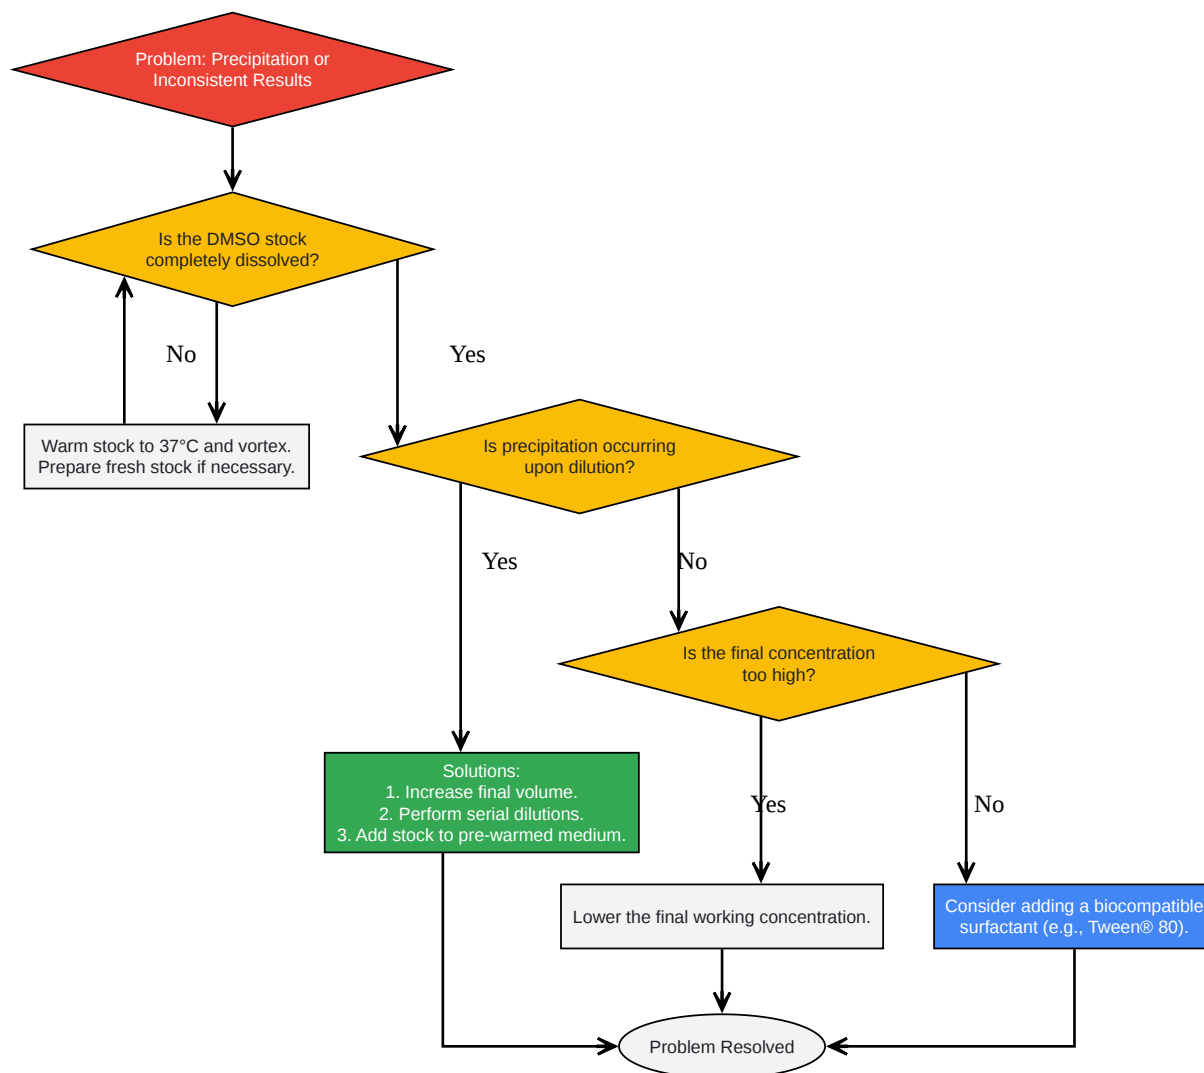 Problem: Precipitation or
Inconsistent Results
Is the DMSO stock
completely dissolved?
No
Yes
Warm stock to 37°C and vortex.
Prepare fresh stock if necessary.
Is precipitation occurring
upon dilution?
Yes
No
Is the final concentration
too high?
Solutions:
1. Increase final volume.
2. Perform serial dilutions.
3. Add stock to pre-warmed medium.
Yes
No
Lower the final working concentration.
Consider adding a biocompatible
surfactant (e.g., Tween® 80).
Problem Resolved